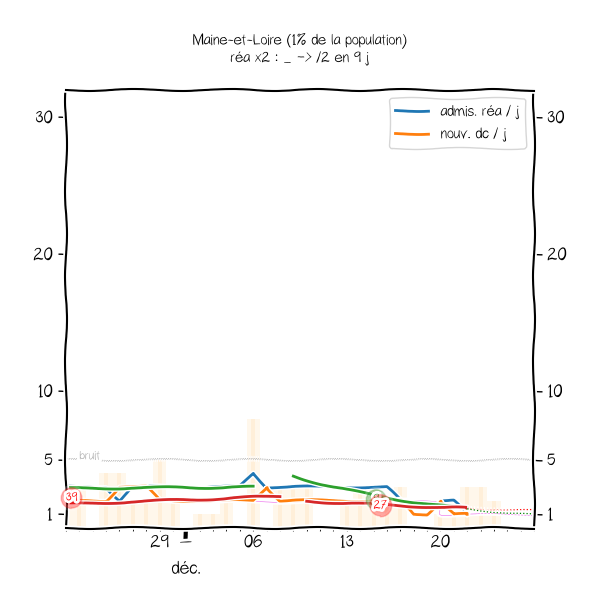 Maine-et-Loire (1% de la population)
réa x2 : _ -> /2 en 9 j
admis. réa / j
nouv. dc / j
30
30
20
20
10
10
bruit
5
5
39
27
1
1
29
06
13
20
déc.